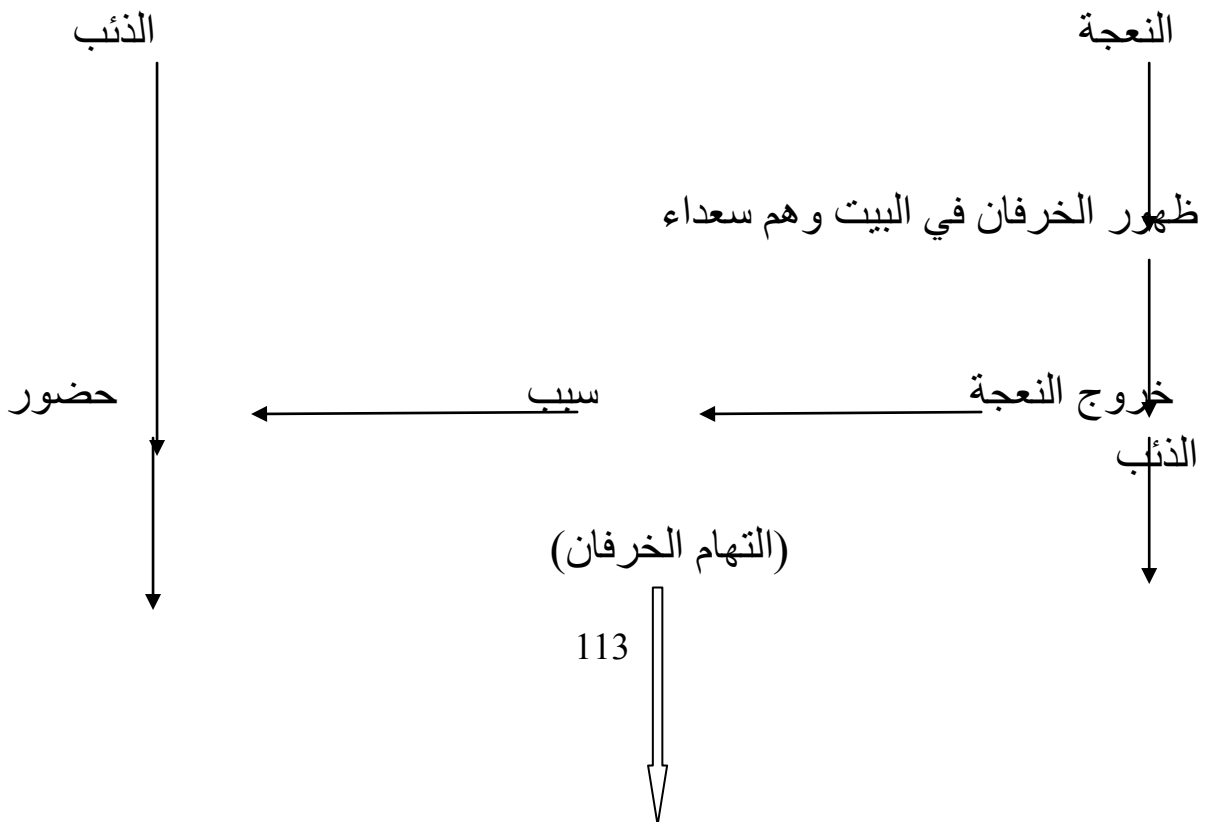 النعجة الذئب
ظهور الخرفان في البيت وهم سعداء
خروج النعجة سبب حضور
الذئب
(التهام الخرفان)
113